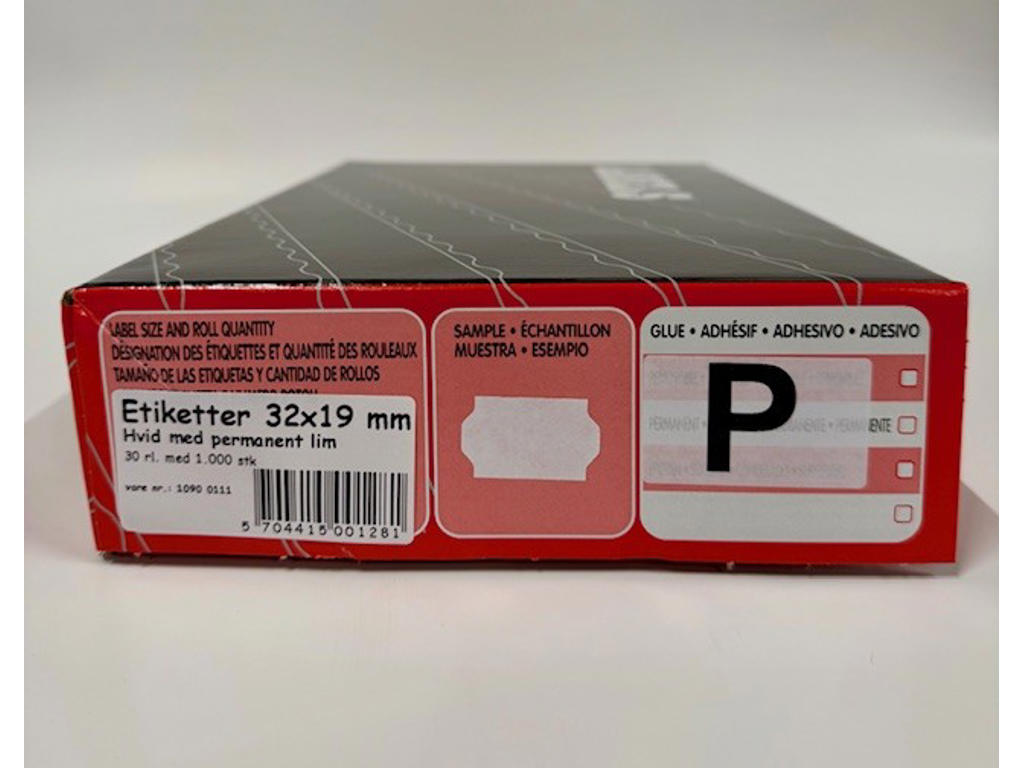 LABEL SIZE AND ROLL QUANTITY
DÉSIGNATION DES ÉTIQUETTES ET QUANTITÉ DES ROULEAUX
TAMAÑO DE LAS ETIQUETAS Y CANTIDAD DE ROLLOS
Etiketter 32x19 mm
Hvid med permanent lim
30 rl. med 1.000 stk
vare nr.: 1090 0111
5 704415 001281
SAMPLE • ÉCHANTILLON
MUESTRA • ESEMPIO
GLUE • ADHÉSIF • ADHESIVO • ADESIVO
P